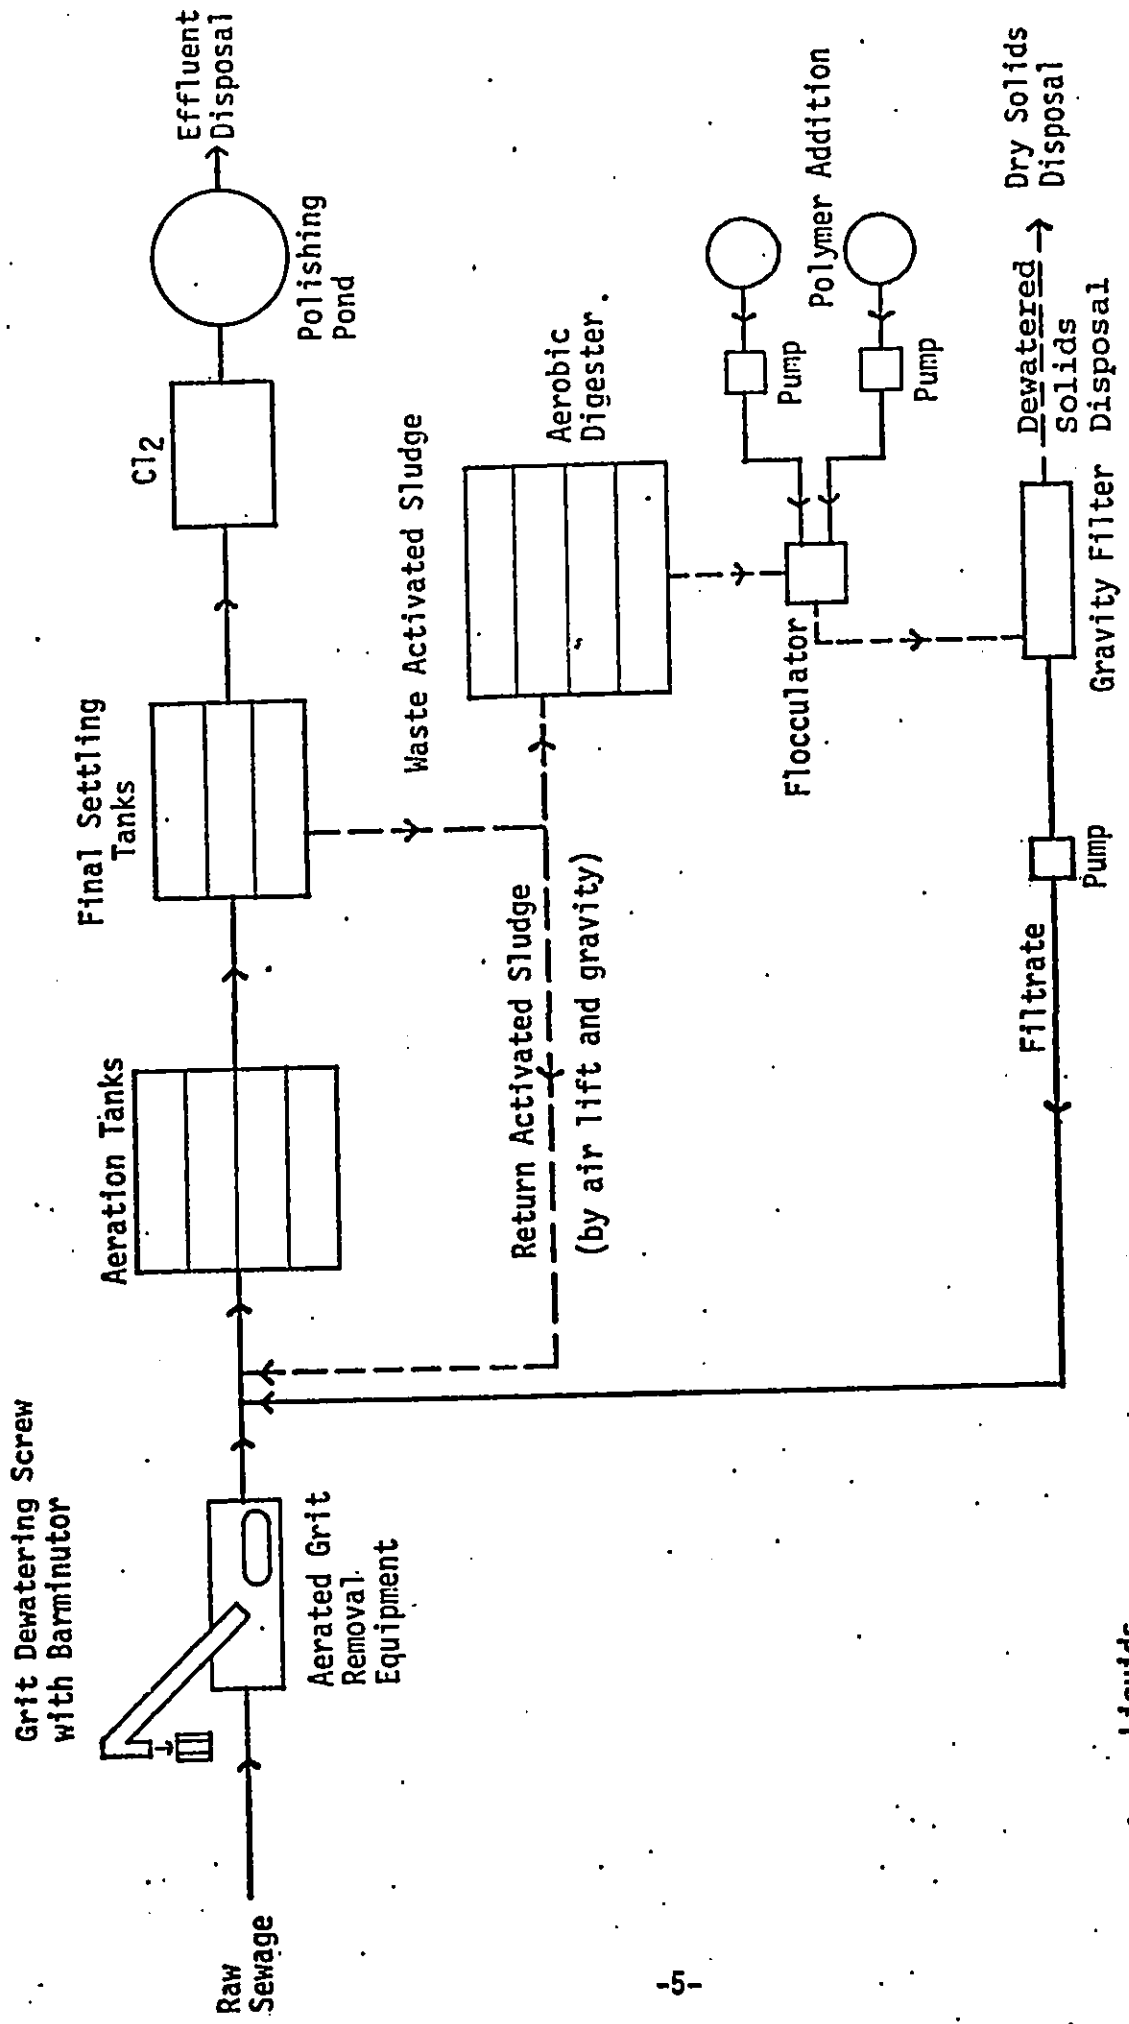 Grit Dewatering Screw
with Barminutor
Raw
Sewage
Aerated Grit
Removal
Equipment
Aeration Tanks
Final Settling
Tanks
Cl2
Polishing
Pond
Effluent
Disposal
Return Activated Sludge
(by air lift and gravity)
Waste Activated Sludge
Aerobic
Digester
Flocculator
Pump
Pump
Polymer Addition
Filtrate
Pump
Gravity Filter
Dewatered
Solids
Disposal
Dry Solids
Disposal
-5-
Liquids